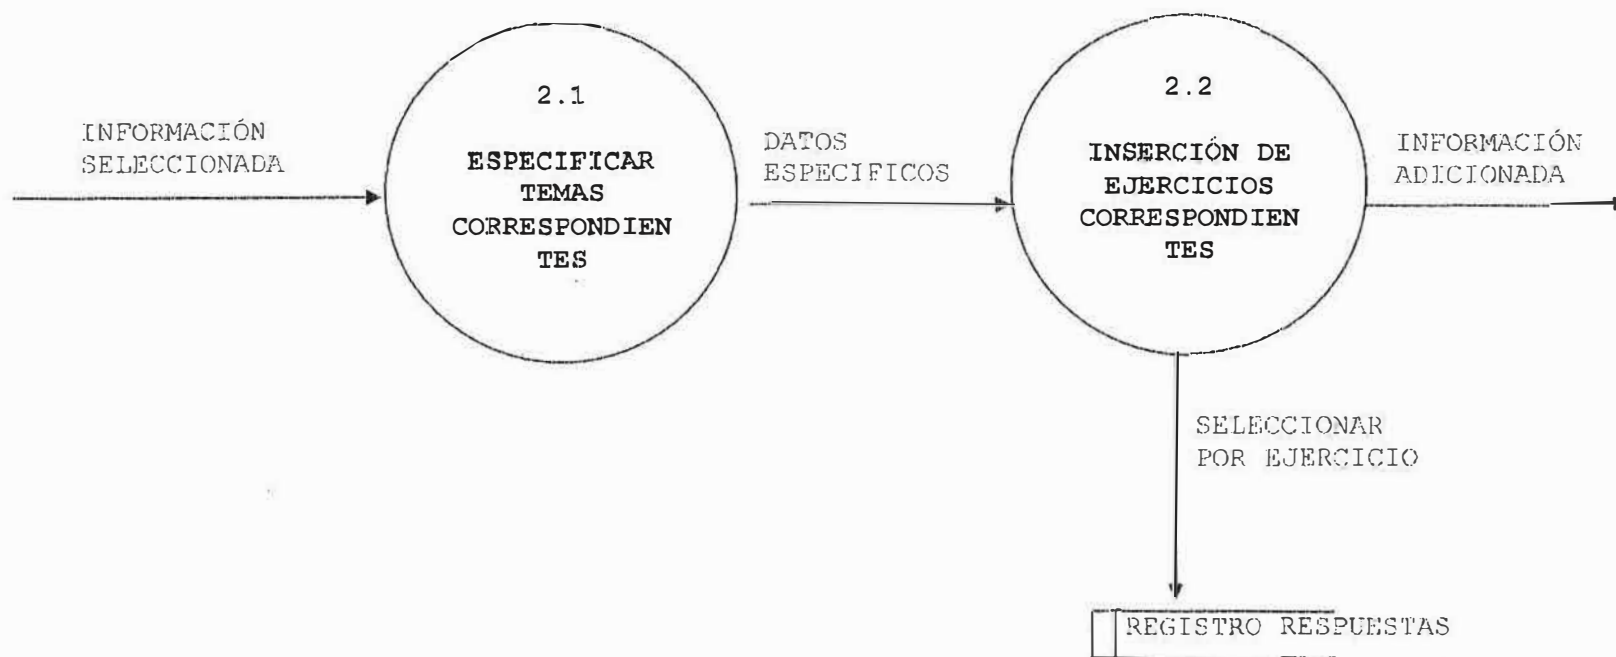 INFORMACIÓN
SELECCIONADA
2.1
ESPECIFICAR
TEMAS
CORRESPONDIEN
TES
DATOS
ESPECIFICOS
2.2
INSERCIÓN DE
EJERCICIOS
CORRESPONDIEN
TES
INFORMACIÓN
ADICIONADA
SELECCIONAR
POR EJERCICIO
REGISTRO RESPUESTAS